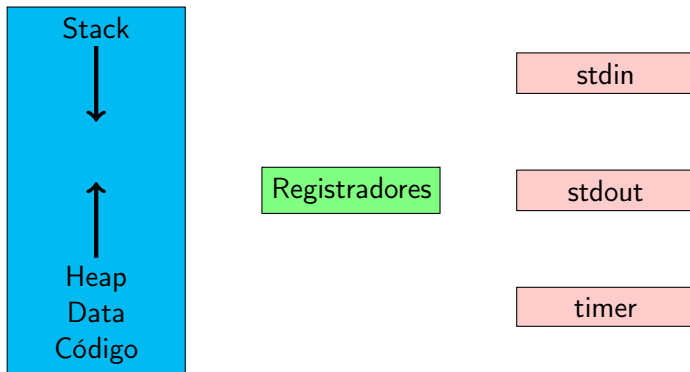 Stack
Heap
Data
Código
Registradores
stdin
stdout
timer